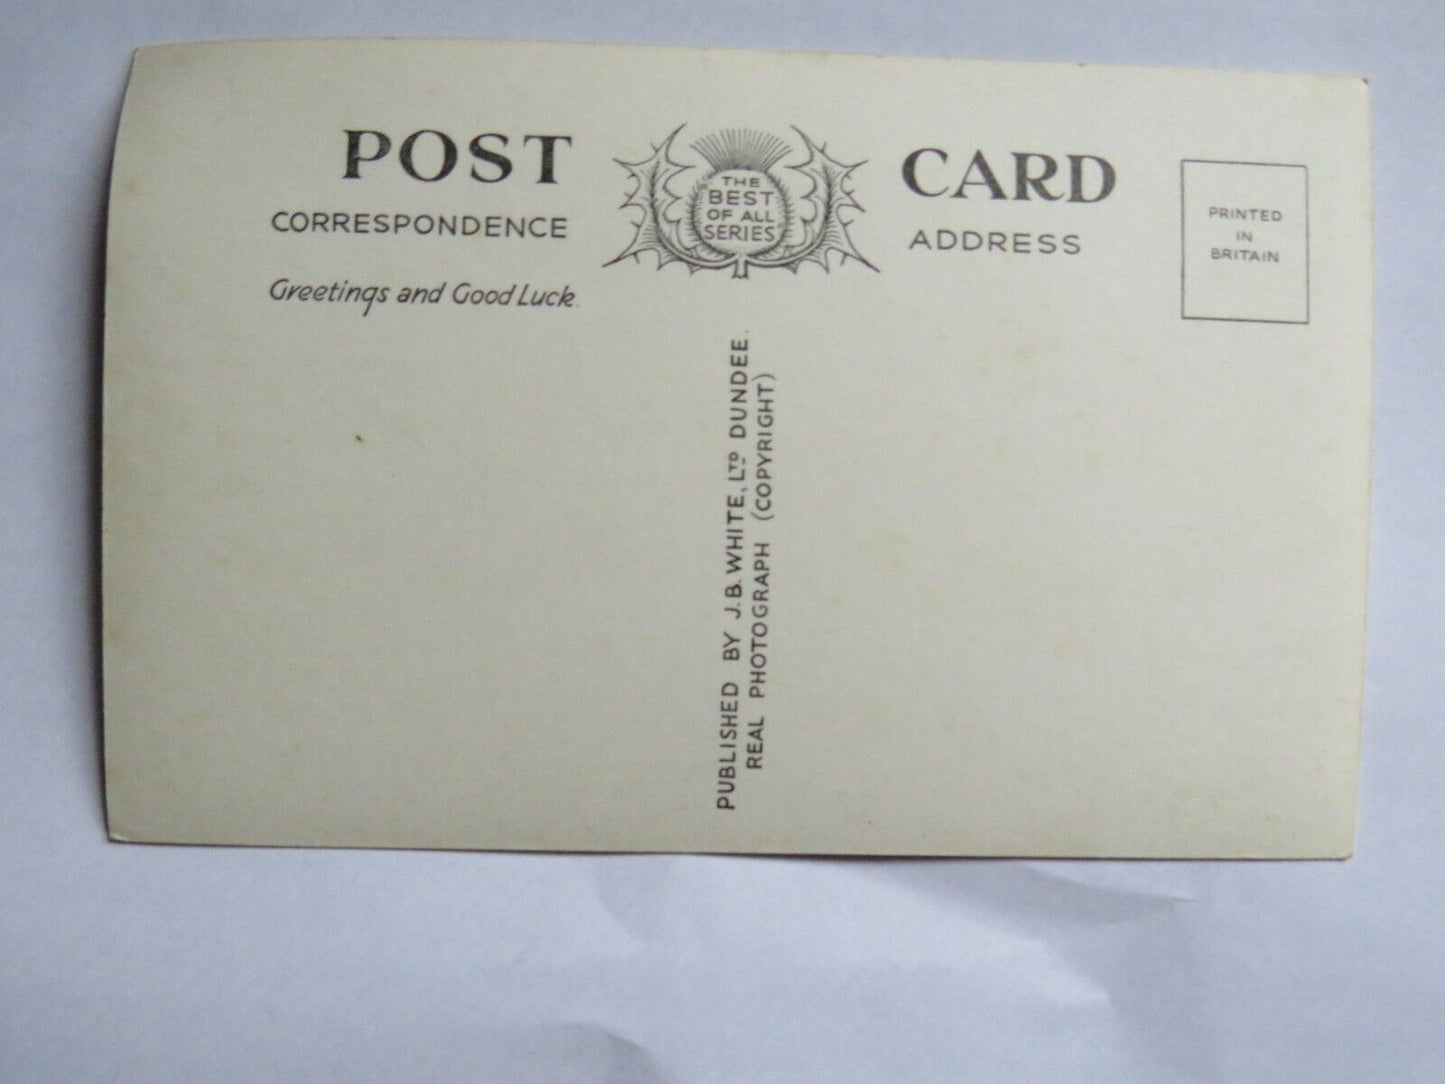 POST CARD
THE
BEST
OF ALL
SERIES
CORRESPONDENCE
ADDRESS
PRINTED
IN
BRITAIN
Greetings and Good Luck.
PUBLISHED BY J.B. WHITE, LTD DUNDEE.
REAL PHOTOGRAPH (COPYRIGHT)